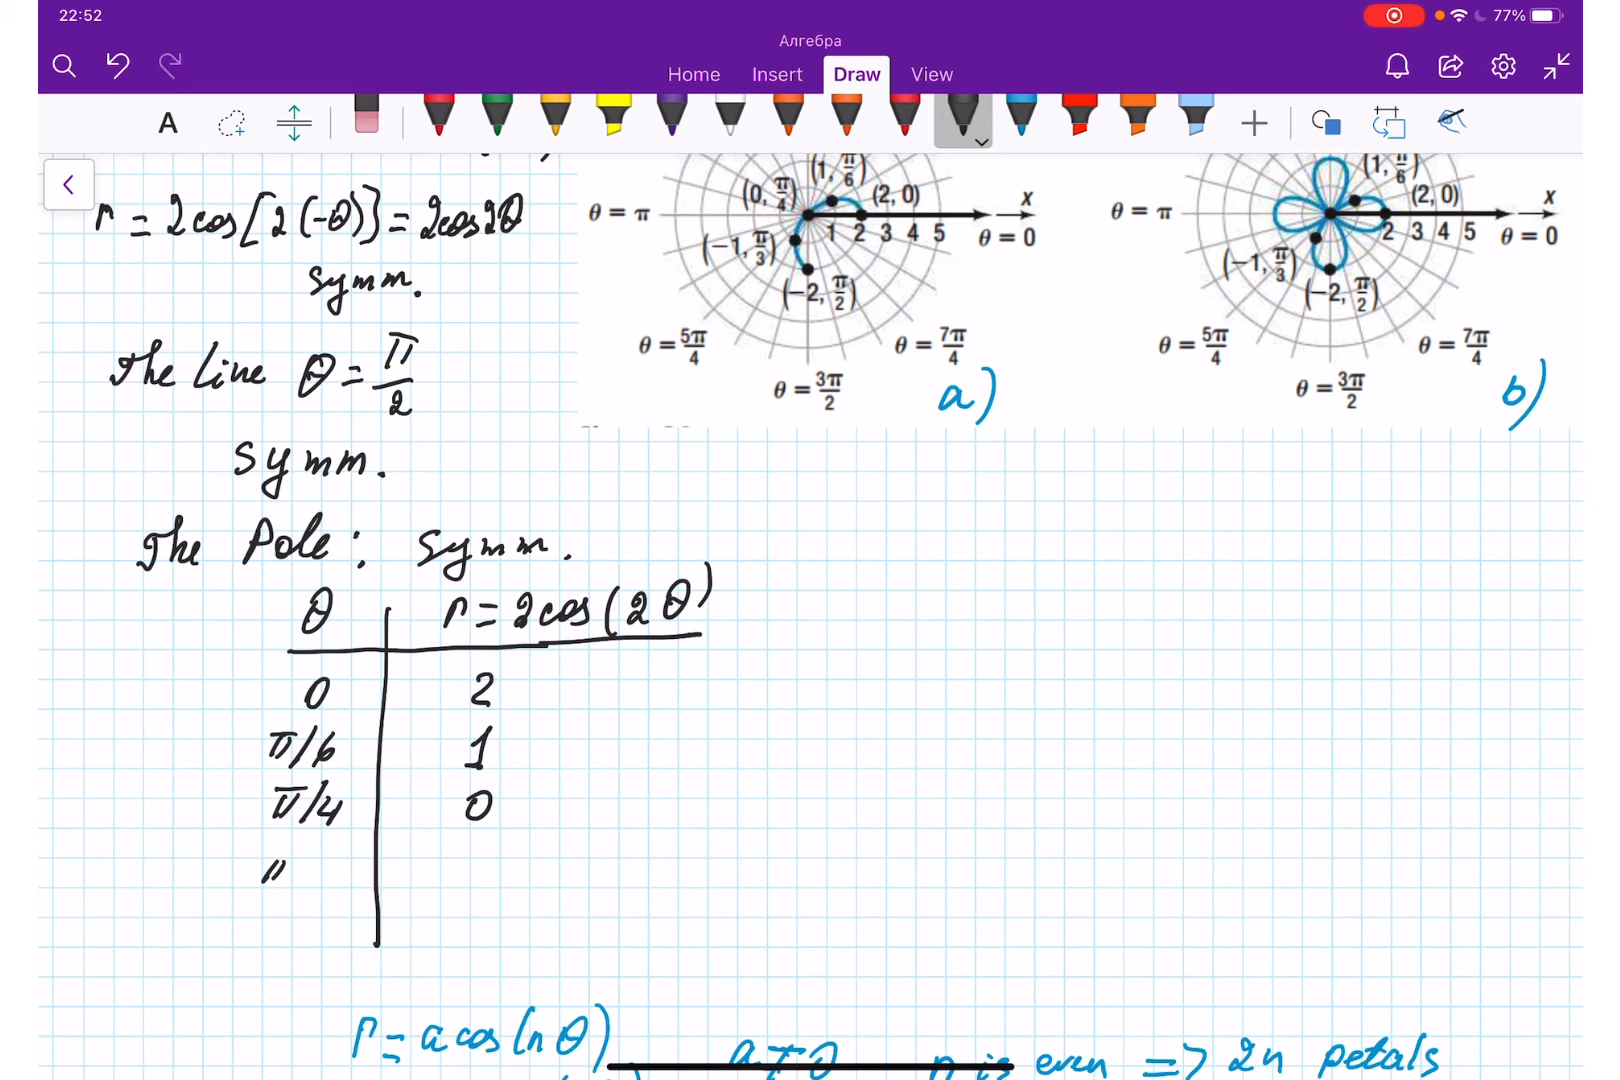 22:52
77%
Алгебра
Home Insert Draw View
A
r = 2cos[2(-θ)] = 2cos2θ
symm.
The Line θ = π/2
symm.
The Pole: symm.
θ | r = 2cos(2θ)
0 | 2
π/6 | 1
π/4 | 0
(1, π/6)
(0, π/4)
(2, 0)
x
θ = π
1 2 3 4 5
θ = 0
(−1, π/3)
(−2, π/2)
θ = 5π/4
θ = 7π/4
θ = 3π/2
a)
(1, π/6)
(2, 0)
x
θ = π
2 3 4 5
θ = 0
(−1, π/3)
(−2, π/2)
θ = 5π/4
θ = 7π/4
θ = 3π/2
b)
r = a cos(nθ)
a ≠ 0 n is even => 2n petals